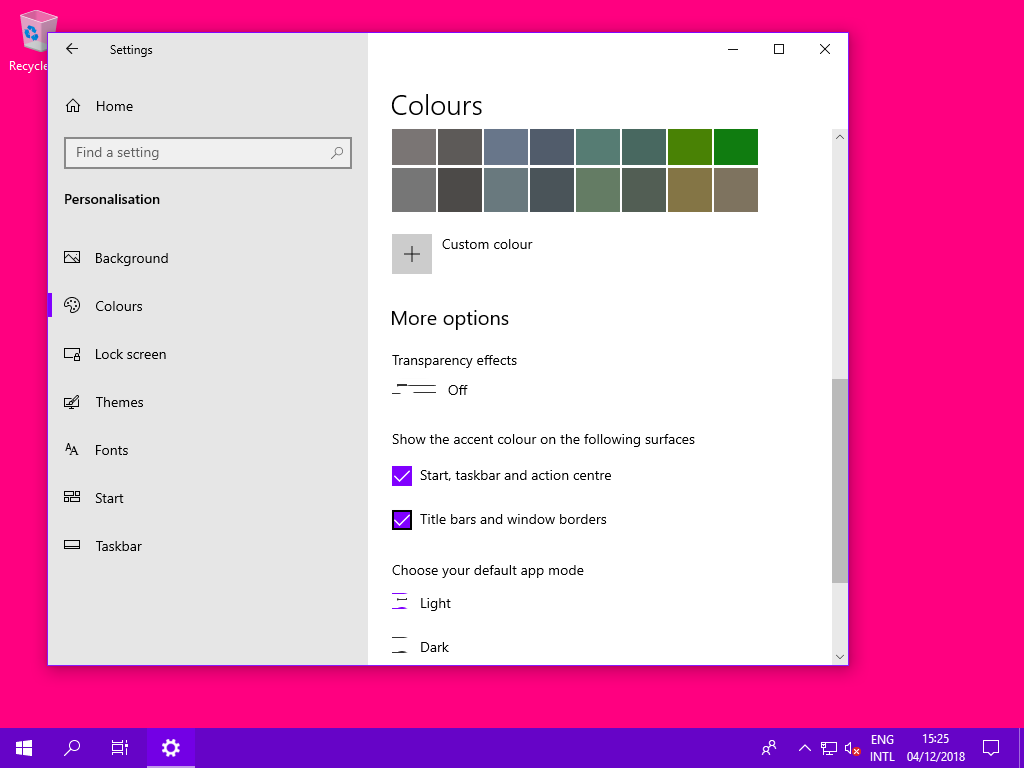 Recycle
Settings
Home
Find a setting
Personalisation
Background
Colours
Lock screen
Themes
Fonts
Start
Taskbar
Colours
Custom colour
More options
Transparency effects
Off
Show the accent colour on the following surfaces
Start, taskbar and action centre
Title bars and window borders
Choose your default app mode
Light
Dark
ENG
INTL
15:25
04/12/2018